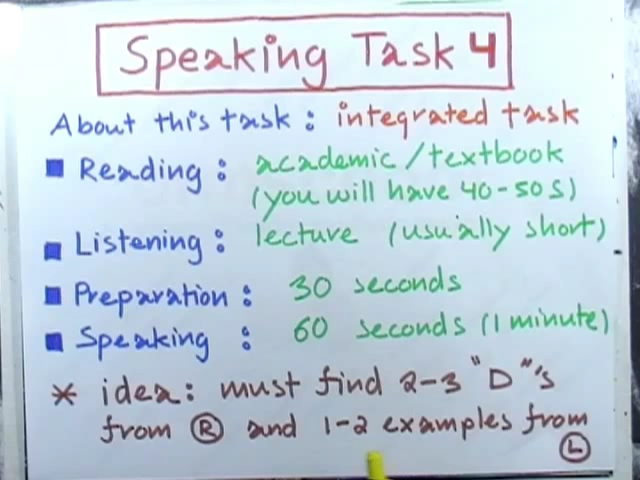 Speaking Task 4
About this task: integrated task
Reading: academic/textbook
(you will have 40-50s)
Listening: lecture (usually short)
Preparation: 30 seconds
Speaking: 60 seconds (1 minute)
* idea: must find 2-3 "D"'s
from R and 1-2 examples from
L